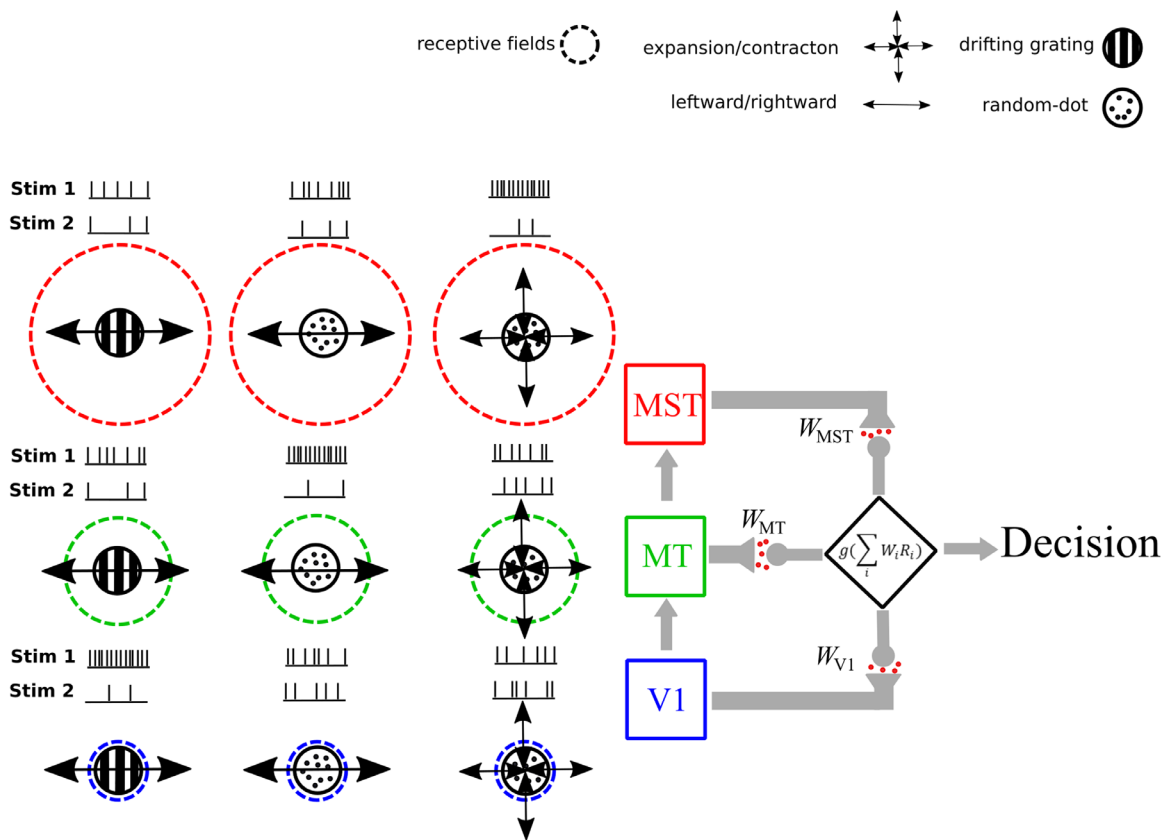 receptive fields
expansion/contracton
drifting grating
leftward/rightward
random-dot
Stim 1
Stim 2
MST
W_MST
Stim 1
Stim 2
W_MT
MT
g(∑_i W_i R_i)
Decision
Stim 1
Stim 2
W_V1
V1